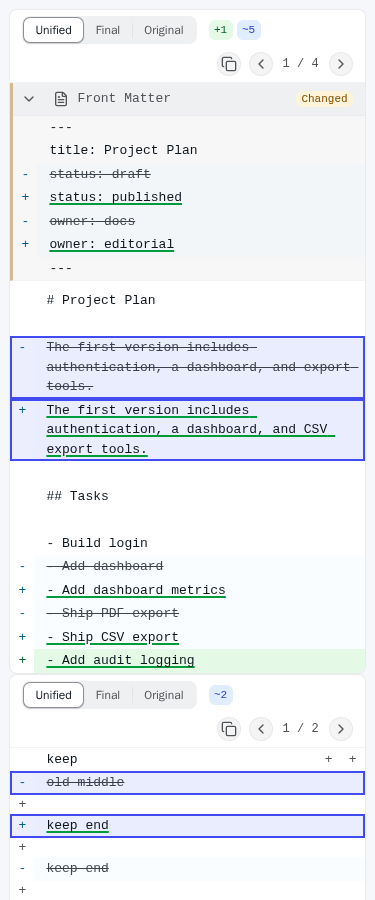 Unified Final Original +1 ~5
1 / 4
Front Matter Changed
---
title: Project Plan
- status: draft
+ status: published
- owner: docs
+ owner: editorial
---
# Project Plan
- The first version includes
authentication, a dashboard, and export
tools.
+ The first version includes
authentication, a dashboard, and CSV
export tools.
## Tasks
- Build login
- - Add dashboard
+ - Add dashboard metrics
- - Ship PDF export
+ - Ship CSV export
+ - Add audit logging
Unified Final Original ~2
1 / 2
keep + +
- old middle
+
+ keep end
+
- keep end
+